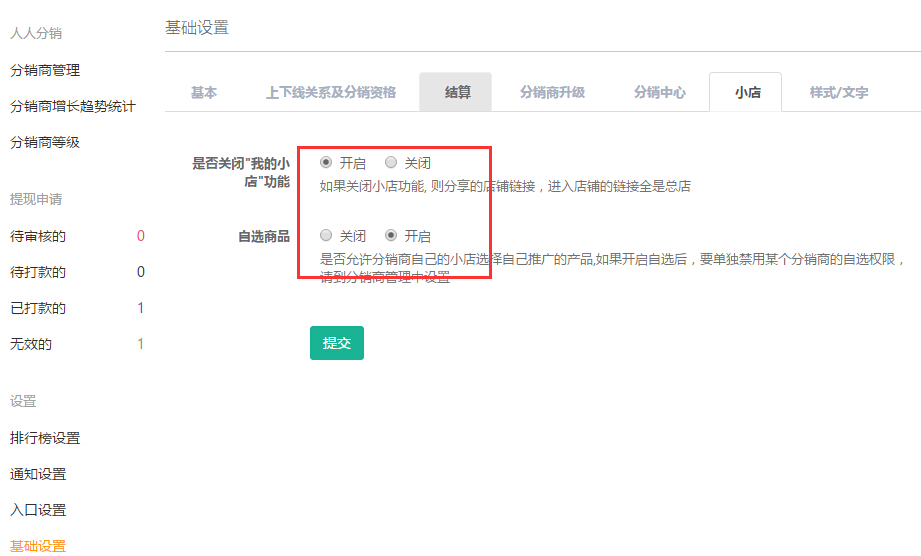 人人分销
分销商管理
分销商增长趋势统计
分销商等级
提现申请
待审核的 0
待打款的 0
已打款的 1
无效的 1
设置
排行榜设置
通知设置
入口设置
基础设置
基础设置
基本 上下线关系及分销资格 结算 分销商升级 分销中心 小店 样式/文字
是否关闭"我的小
店"功能
开启 关闭
如果关闭小店功能, 则分享的店铺链接，进入店铺的链接全是总店
自选商品
关闭 开启
是否允许分销商自己的小店选择自己推广的产品,如果开启自选后，要单独禁用某个分销商的自选权限，
请到分销商管理中设置
提交